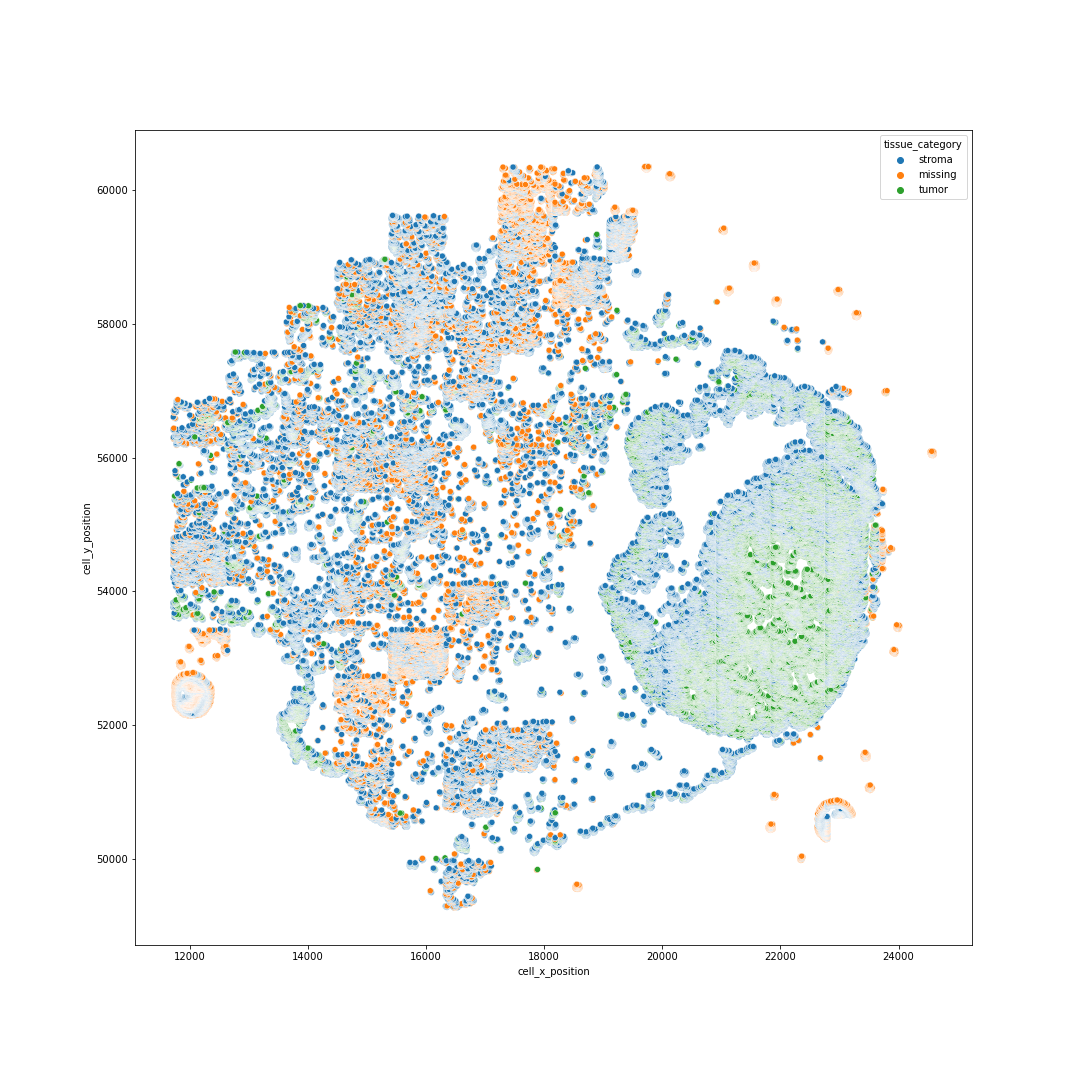 tissue_category
stroma
missing
tumor
60000
58000
56000
54000
52000
50000
cell_y_position
12000
14000
16000
18000
20000
22000
24000
cell_x_position